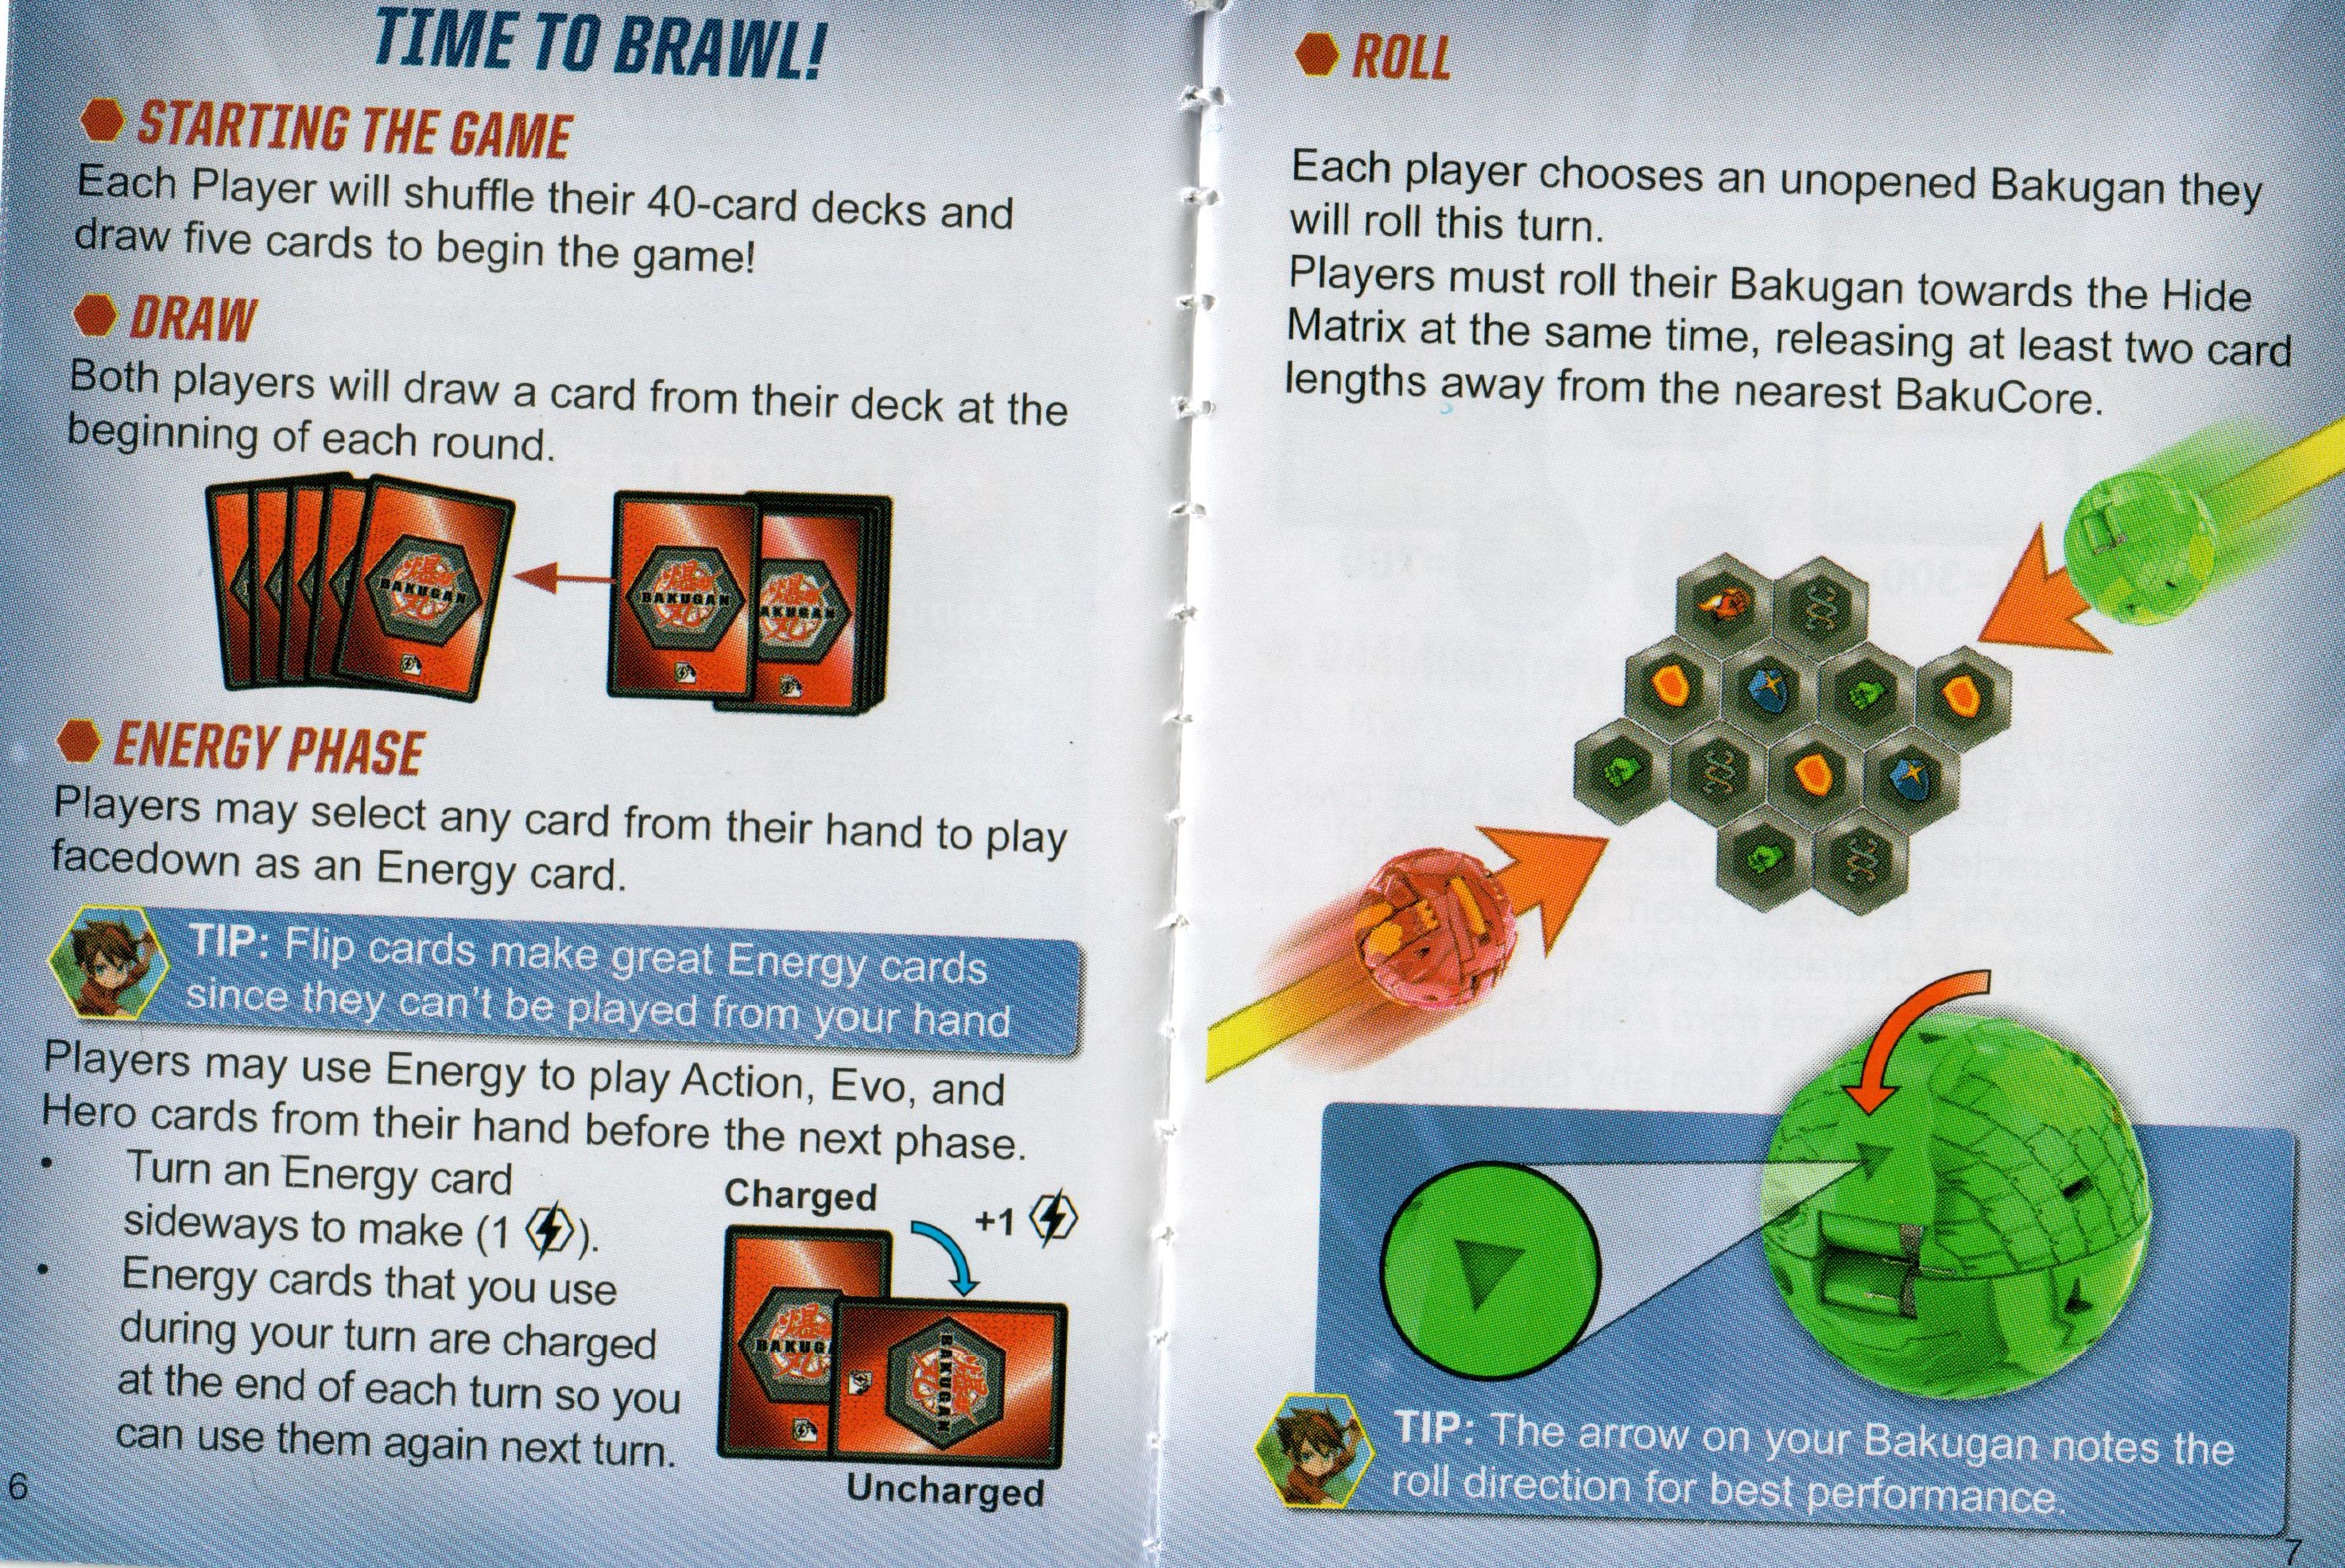 TIME TO BRAWL!
STARTING THE GAME
Each Player will shuffle their 40-card decks and
draw five cards to begin the game!
DRAW
Both players will draw a card from their deck at the
beginning of each round.
BAKUGAN
BAKUGAN
AKUGAN
ENERGY PHASE
Players may select any card from their hand to play
facedown as an Energy card.
TIP: Flip cards make great Energy cards
since they can't be played from your hand
Players may use Energy to play Action, Evo, and
Hero cards from their hand before the next phase.
• Turn an Energy card
sideways to make (1 ).
• Energy cards that you use
during your turn are charged
at the end of each turn so you
can use them again next turn.
Charged
+1
BAKUG
BAKUGAN
Uncharged
6
ROLL
Each player chooses an unopened Bakugan they
will roll this turn.
Players must roll their Bakugan towards the Hide
Matrix at the same time, releasing at least two card
lengths away from the nearest BakuCore.
TIP: The arrow on your Bakugan notes the
roll direction for best performance.
7